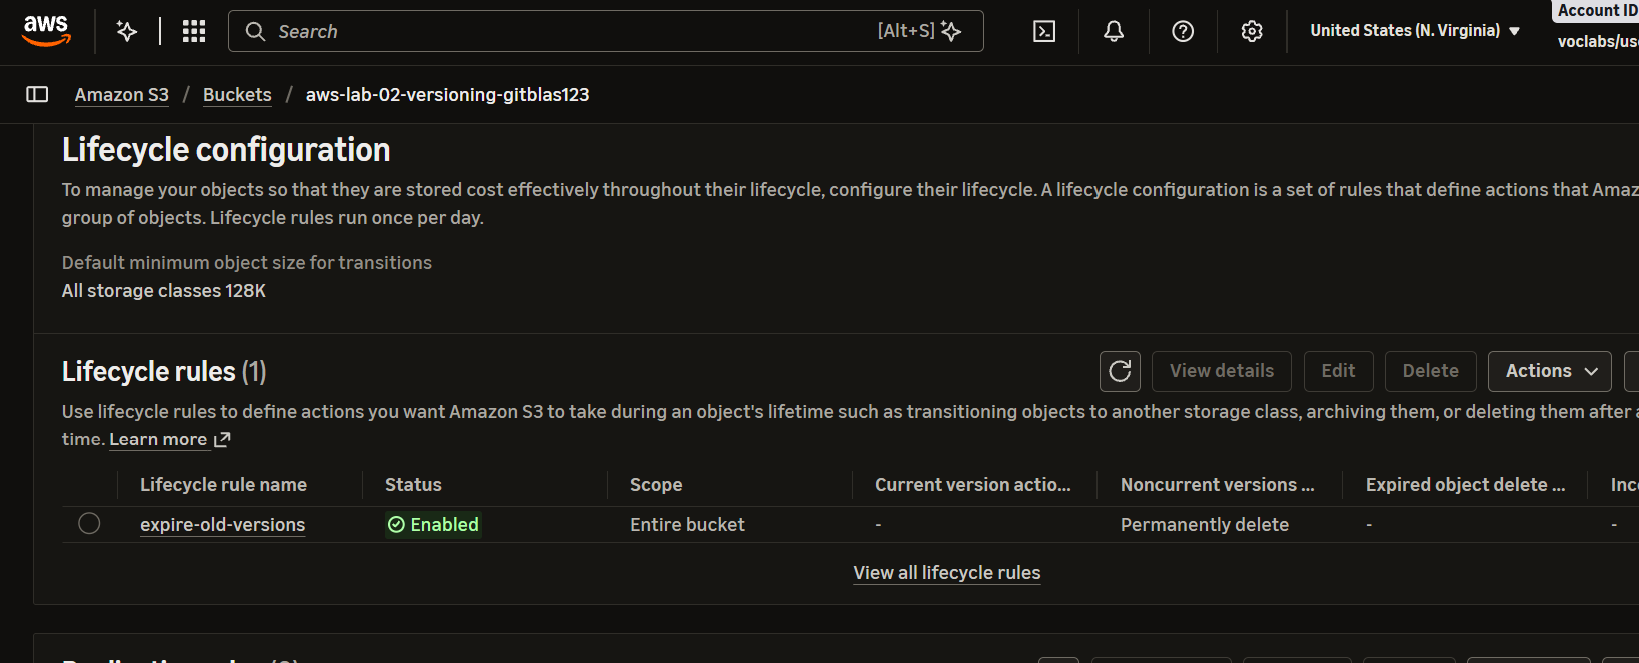 aws
Search [Alt+S]
United States (N. Virginia)
Account ID
voclabs/us
Amazon S3 / Buckets / aws-lab-02-versioning-gitblas123
Lifecycle configuration
To manage your objects so that they are stored cost effectively throughout their lifecycle, configure their lifecycle. A lifecycle configuration is a set of rules that define actions that Amaz
group of objects. Lifecycle rules run once per day.
Default minimum object size for transitions
All storage classes 128K
Lifecycle rules (1)
View details Edit Delete Actions
Use lifecycle rules to define actions you want Amazon S3 to take during an object's lifetime such as transitioning objects to another storage class, archiving them, or deleting them after a
time. Learn more
Lifecycle rule name Status Scope Current version actio... Noncurrent versions ... Expired object delete ... Inc
expire-old-versions Enabled Entire bucket - Permanently delete - -
View all lifecycle rules